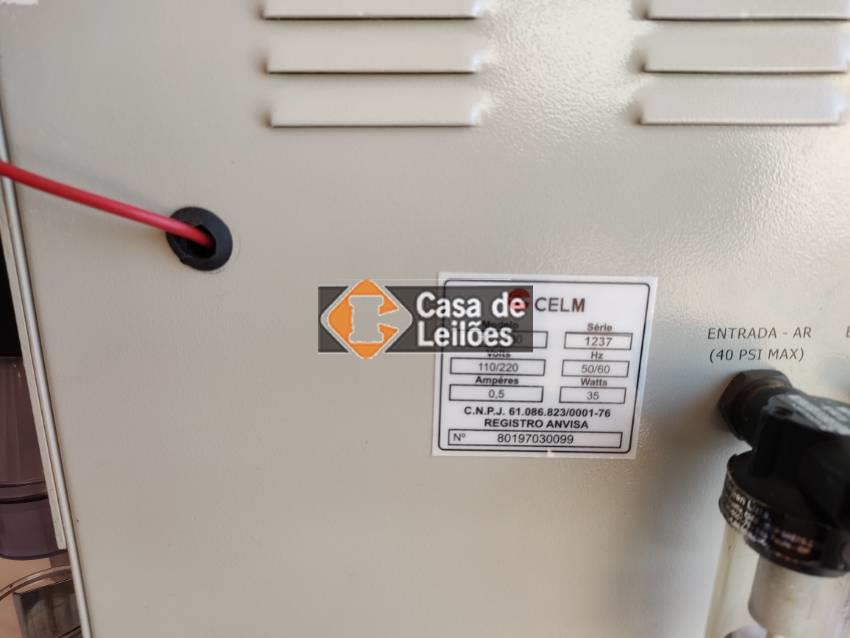 Casa de
Leilões
CELM
Série
1237
Volts Hz
110/220 50/60
Ampéres Watts
0,5 35
C.N.P.J. 61.086.823/0001-76
REGISTRO ANVISA
Nº 80197030099
ENTRADA - AR
(40 PSI MAX)